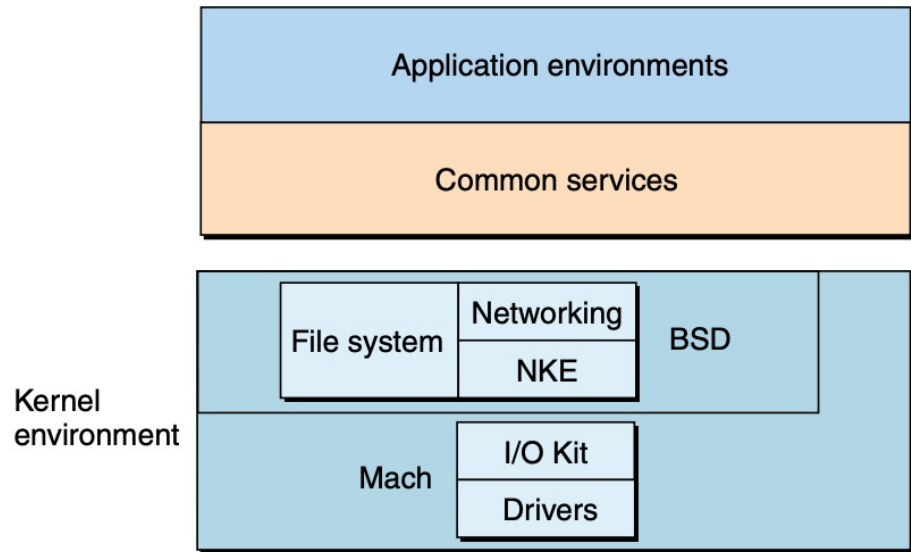 Application environments
Common services
File system
Networking
NKE
BSD
Kernel
environment
Mach
I/O Kit
Drivers